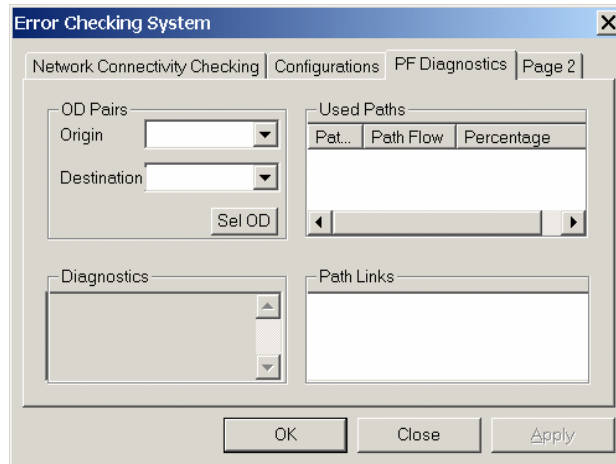 Error Checking System
Network Connectivity Checking Configurations PF Diagnostics Page 2
OD Pairs
Origin
Destination
Sel OD
Used Paths
Pat... Path Flow Percentage
Diagnostics
Path Links
OK Close Apply